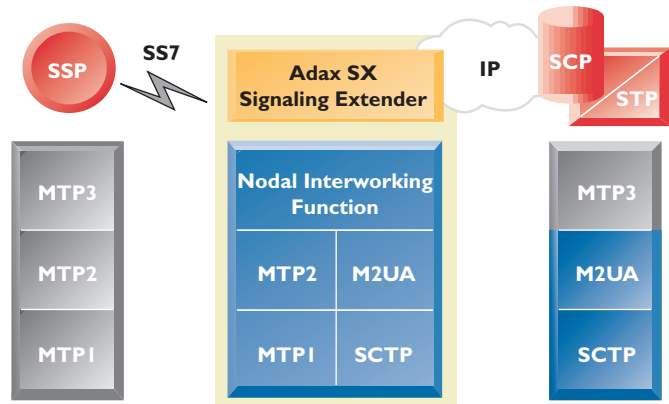 SSP
SS7
Adax SX
Signaling Extender
IP
SCP
STP
MTP3
MTP2
MTP1
Nodal Interworking
Function
MTP2
M2UA
MTP1
SCTP
MTP3
M2UA
SCTP